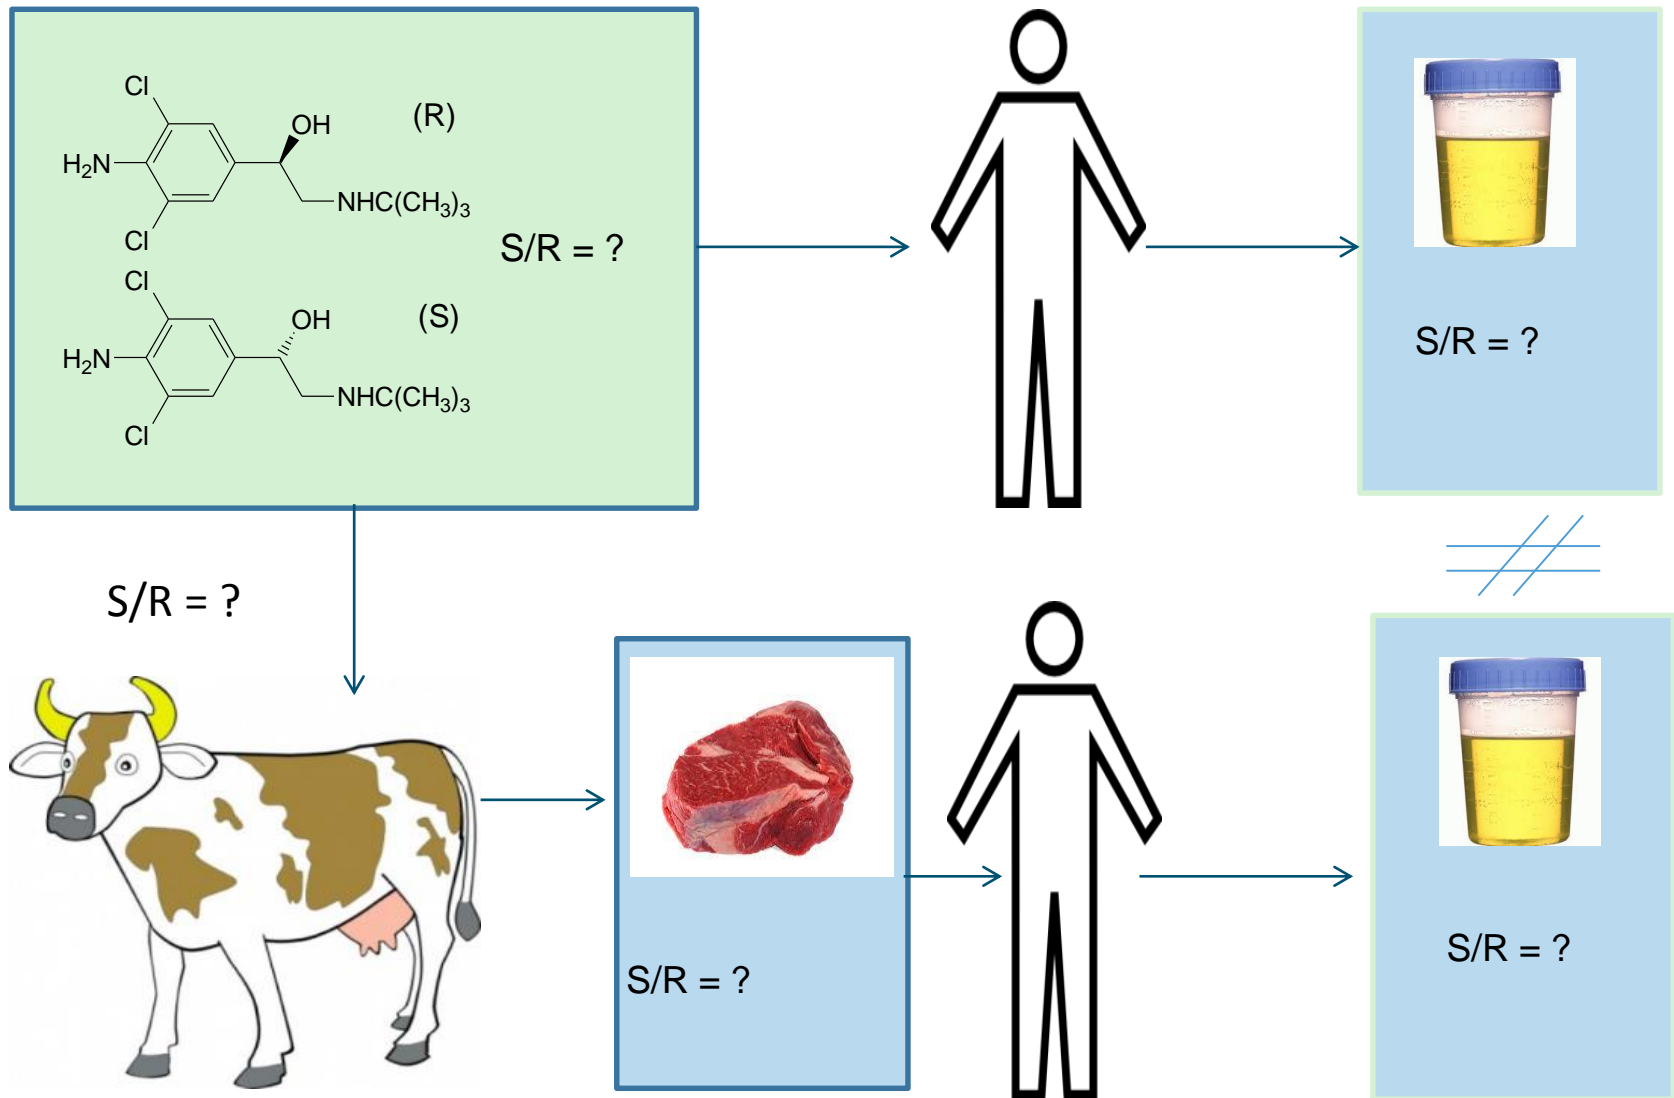 Cl
OH
(R)
H₂N
NHC(CH₃)₃
Cl
S/R = ?
Cl
OH
(S)
H₂N
NHC(CH₃)₃
Cl
S/R = ?
S/R = ?
S/R = ?
S/R = ?